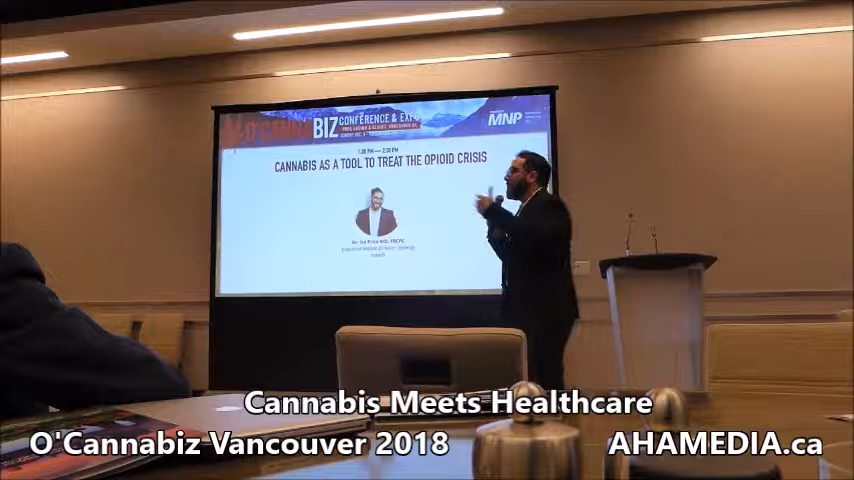 O'CANNABIZ CONFERENCE & EXPO
MNP
1:30 PM — 2:30 PM
CANNABIS AS A TOOL TO TREAT THE OPIOID CRISIS
Cannabis Meets Healthcare
O'Cannabiz Vancouver 2018
AHAMEDIA.ca